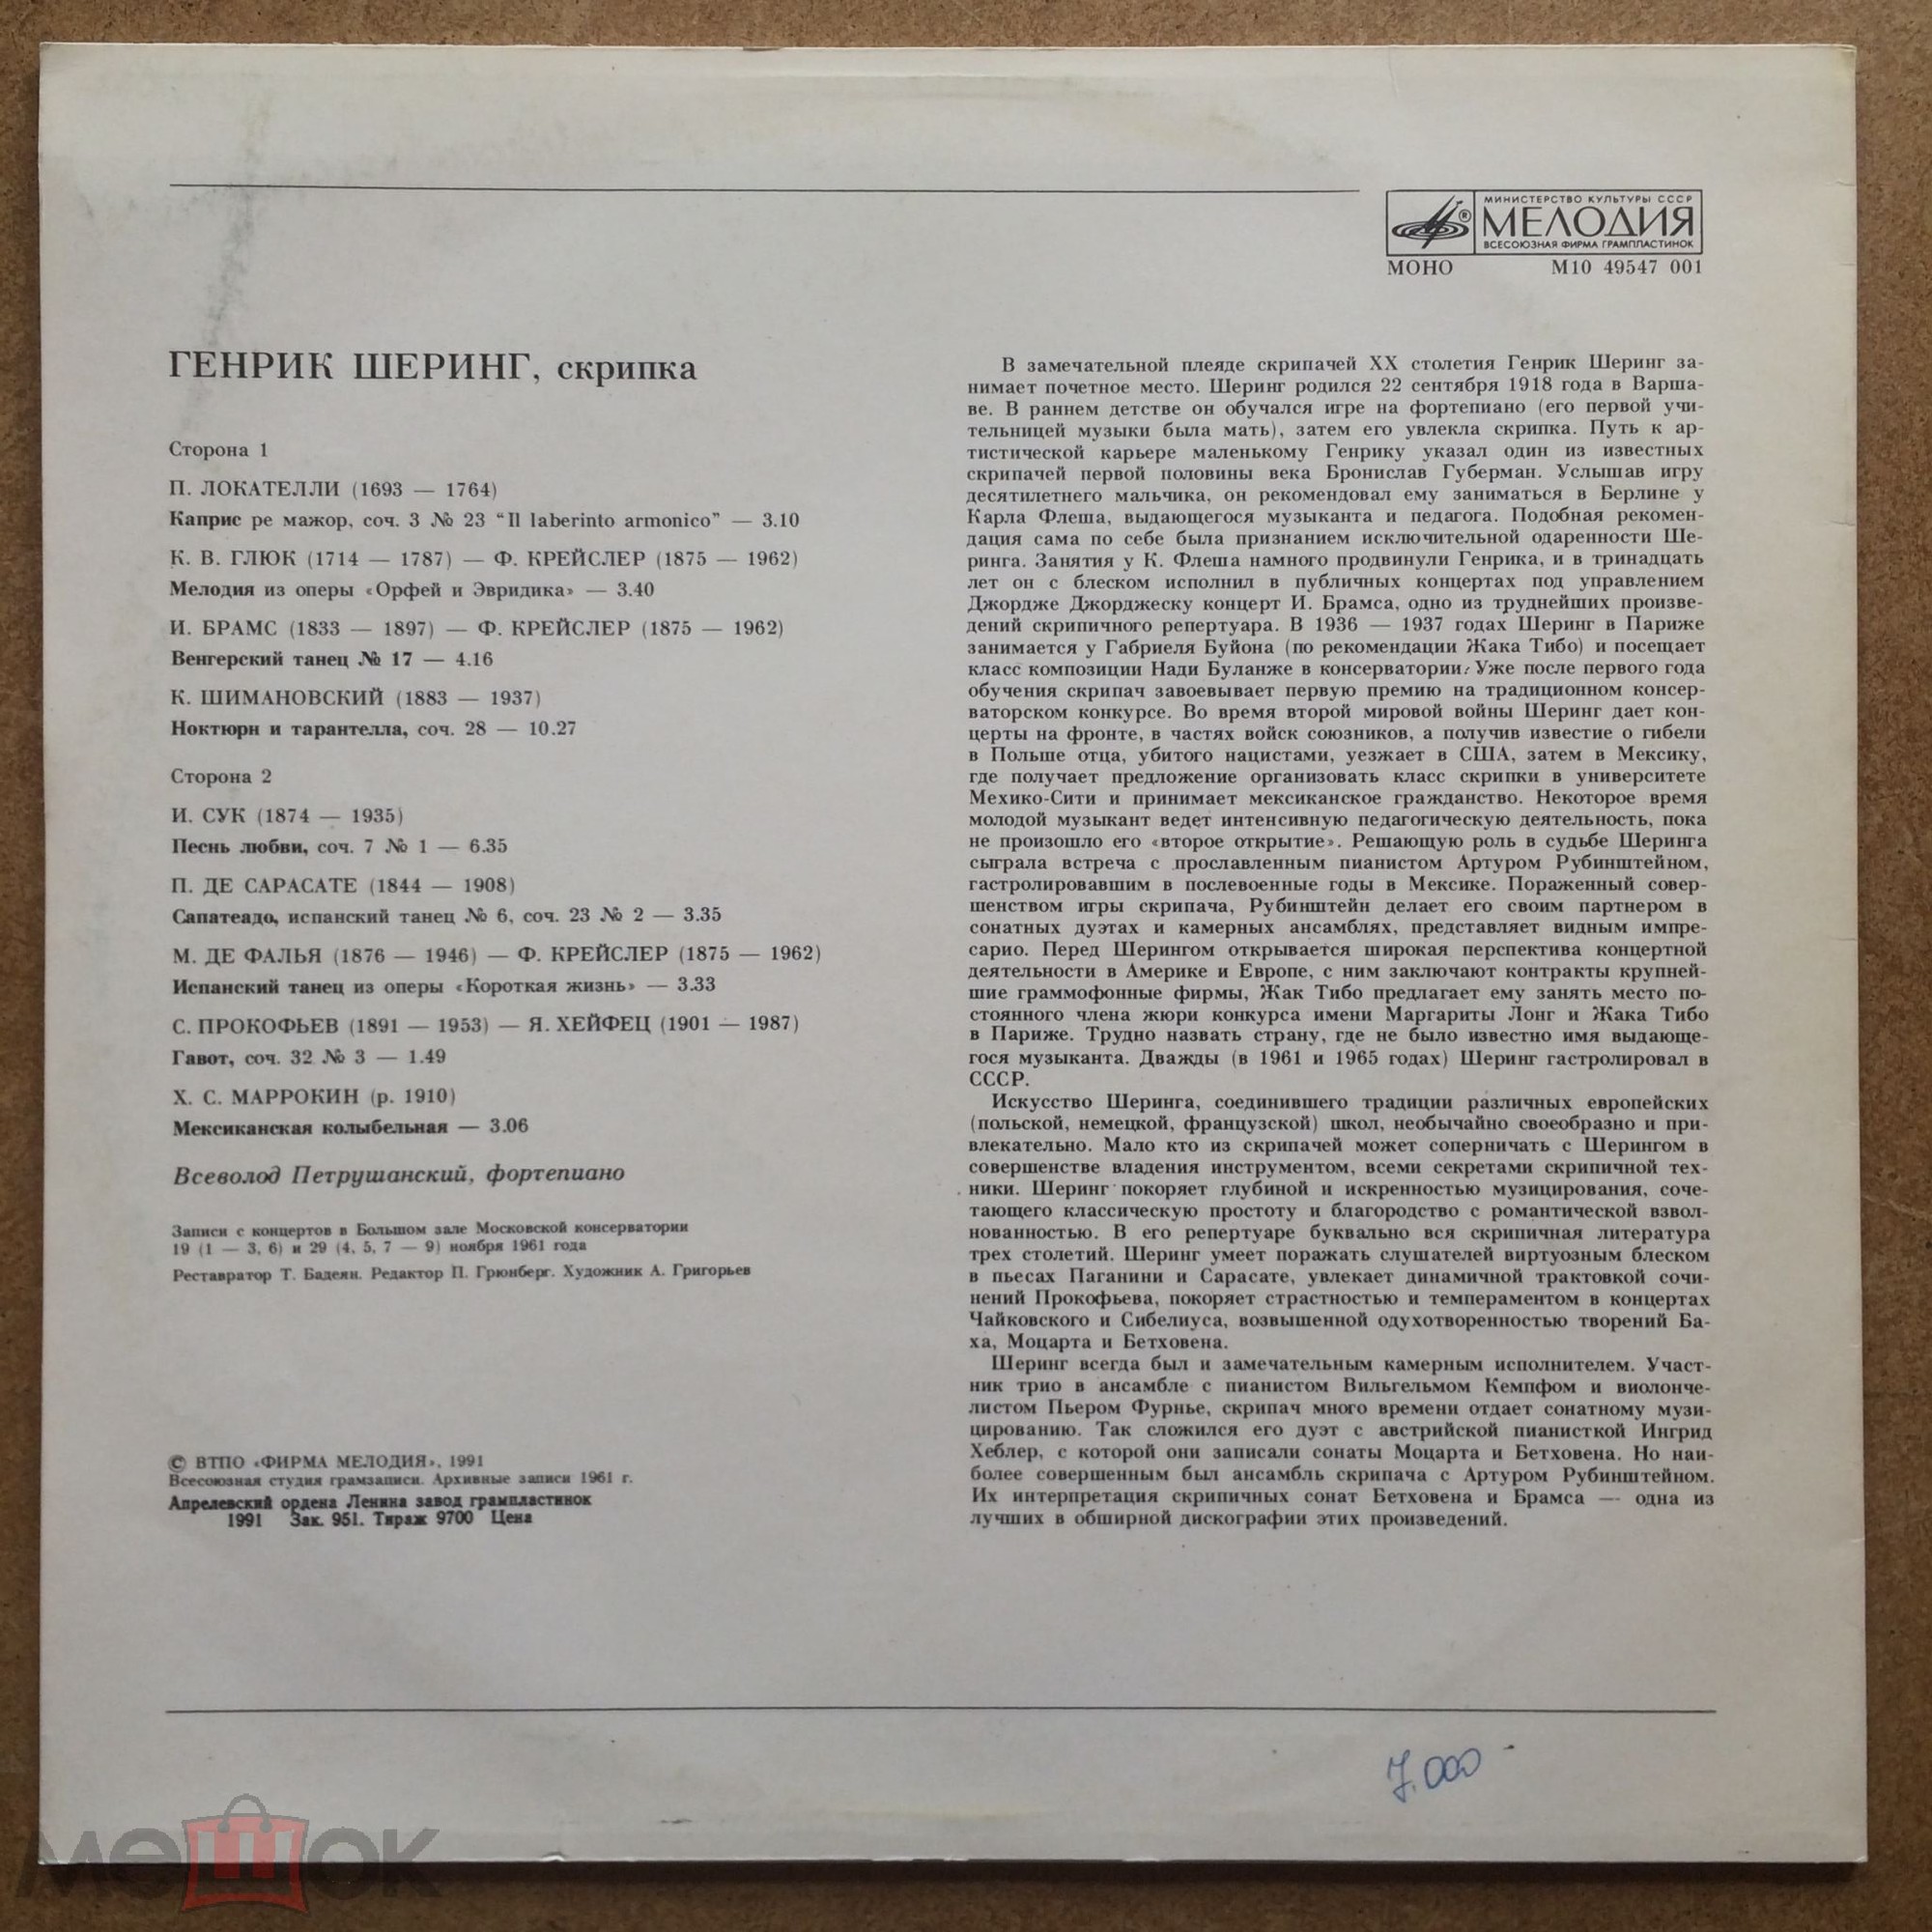 МИНИСТЕРСТВО КУЛЬТУРЫ СССР
МЕЛОДИЯ
ВСЕСОЮЗНАЯ ФИРМА ГРАМПЛАСТИНОК
МОНО М10 49547 001
ГЕНРИК ШЕРИНГ, скрипка
Сторона 1
П. ЛОКАТЕЛЛИ (1693 — 1764)
Каприс ре мажор, соч. 3 № 23 “Il laberinto armonico” — 3.10
К. В. ГЛЮК (1714 — 1787) — Ф. КРЕЙСЛЕР (1875 — 1962)
Мелодия из оперы «Орфей и Эвридика» — 3.40
И. БРАМС (1833 — 1897) — Ф. КРЕЙСЛЕР (1875 — 1962)
Венгерский танец № 17 — 4.16
К. ШИМАНОВСКИЙ (1883 — 1937)
Ноктюрн и тарантелла, соч. 28 — 10.27
Сторона 2
И. СУК (1874 — 1935)
Песнь любви, соч. 7 № 1 — 6.35
П. ДЕ САРАСАТЕ (1844 — 1908)
Сапатеадо, испанский танец № 6, соч. 23 № 2 — 3.35
М. ДЕ ФАЛЬЯ (1876 — 1946) — Ф. КРЕЙСЛЕР (1875 — 1962)
Испанский танец из оперы «Короткая жизнь» — 3.33
С. ПРОКОФЬЕВ (1891 — 1953) — Я. ХЕЙФЕЦ (1901 — 1987)
Гавот, соч. 32 № 3 — 1.49
Х. С. МАРРОКИН (р. 1910)
Мексиканская колыбельная — 3.06
Всеволод Петрушанский, фортепиано
Записи с концертов в Большом зале Московской консерватории
19 (1 — 3, 6) и 29 (4, 5, 7 — 9) ноября 1961 года
Реставратор Т. Бадеян. Редактор П. Грюнберг. Художник А. Григорьев
© ВТПО «ФИРМА МЕЛОДИЯ», 1991
Всесоюзная студия грамзаписи. Архивные записи 1961 г.
Апрелевский ордена Ленина завод грампластинок
1991 Зак. 951. Тираж 9700 Цена
В замечательной плеяде скрипачей XX столетия Генрик Шеринг за-
нимает почетное место. Шеринг родился 22 сентября 1918 года в Варша-
ве. В раннем детстве он обучался игре на фортепиано (его первой учи-
тельницей музыки была мать), затем его увлекла скрипка. Путь к ар-
тистической карьере маленькому Генрику указал один из известных
скрипачей первой половины века Бронислав Губерман. Услышав игру
десятилетнего мальчика, он рекомендовал ему заниматься в Берлине у
Карла Флеша, выдающегося музыканта и педагога. Подобная рекомен-
дация сама по себе была признанием исключительной одаренности Ше-
ринга. Занятия у К. Флеша намного продвинули Генрика, и в тринадцать
лет он с блеском исполнил в публичных концертах под управлением
Джордже Джорджеску концерт И. Брамса, одно из труднейших произве-
дений скрипичного репертуара. В 1936 — 1937 годах Шеринг в Париже
занимается у Габриеля Буйона (по рекомендации Жака Тибо) и посещает
класс композиции Нади Буланже в консерватории. Уже после первого года
обучения скрипач завоевывает первую премию на традиционном консер-
ваторском конкурсе. Во время второй мировой войны Шеринг дает кон-
церты на фронте, в частях войск союзников, а получив известие о гибели
в Польше отца, убитого нацистами, уезжает в США, затем в Мексику,
где получает предложение организовать класс скрипки в университете
Мехико-Сити и принимает мексиканское гражданство. Некоторое время
молодой музыкант ведет интенсивную педагогическую деятельность, пока
не произошло его «второе открытие». Решающую роль в судьбе Шеринга
сыграла встреча с прославленным пианистом Артуром Рубинштейном,
гастролировавшим в послевоенные годы в Мексике. Пораженный совер-
шенством игры скрипача, Рубинштейн делает его своим партнером в
сонатных дуэтах и камерных ансамблях, представляет видным импре-
сарио. Перед Шерингом открывается широкая перспектива концертной
деятельности в Америке и Европе, с ним заключают контракты крупней-
шие граммофонные фирмы, Жак Тибо предлагает ему занять место по-
стоянного члена жюри конкурса имени Маргариты Лонг и Жака Тибо
в Париже. Трудно назвать страну, где не было известно имя выдающе-
гося музыканта. Дважды (в 1961 и 1965 годах) Шеринг гастролировал в
СССР.
Искусство Шеринга, соединившего традиции различных европейских
(польской, немецкой, французской) школ, необычайно своеобразно и при-
влекательно. Мало кто из скрипачей может соперничать с Шерингом в
совершенстве владения инструментом, всеми секретами скрипичной тех-
ники. Шеринг покоряет глубиной и искренностью музицирования, соче-
тающего классическую простоту и благородство с романтической взвол-
нованностью. В его репертуаре буквально вся скрипичная литература
трех столетий. Шеринг умеет поражать слушателей виртуозным блеском
в пьесах Паганини и Сарасате, увлекает динамичной трактовкой сочи-
нений Прокофьева, покоряет страстностью и темпераментом в концертах
Чайковского и Сибелиуса, возвышенной одухотворенностью творений Ба-
ха, Моцарта и Бетховена.
Шеринг всегда был и замечательным камерным исполнителем. Участ-
ник трио в ансамбле с пианистом Вильгельмом Кемпфом и виолонче-
листом Пьером Фурнье, скрипач много времени отдает сонатному музи-
цированию. Так сложился его дуэт с австрийской пианисткой Ингрид
Хеблер, с которой они записали сонаты Моцарта и Бетховена. Но наи-
более совершенным был ансамбль скрипача с Артуром Рубинштейном.
Их интерпретация скрипичных сонат Бетховена и Брамса — одна из
лучших в обширной дискографии этих произведений.
7.000
мешок